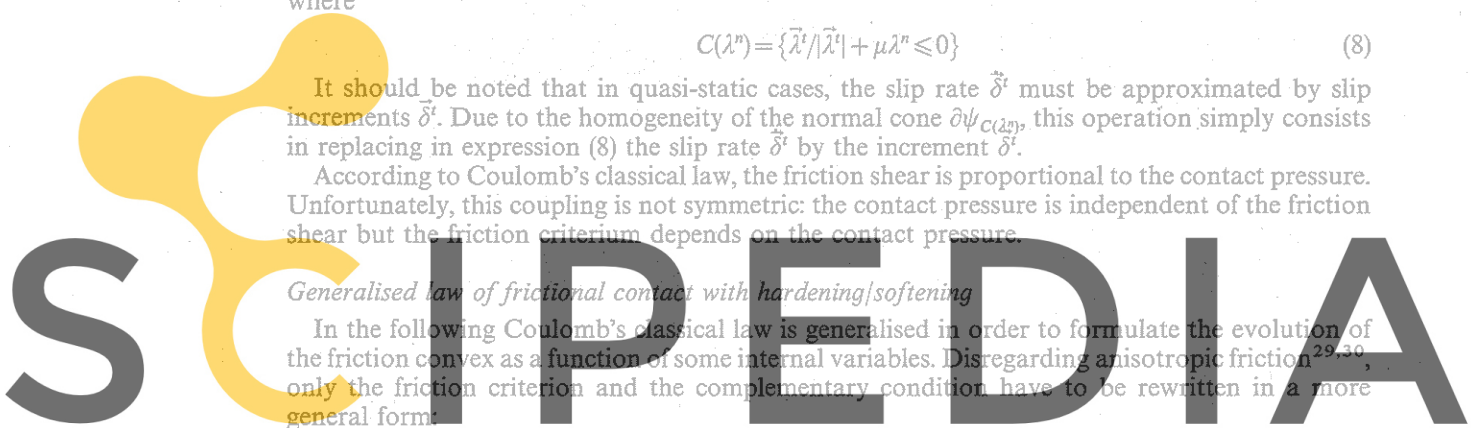 where
C(λⁿ)={λ⃗ᵗ/|λ⃗ᵗ|+μλⁿ⩽0} (8)
It should be noted that in quasi-static cases, the slip rate δ̇⃗ᵗ must be approximated by slip
increments δ⃗ᵗ. Due to the homogeneity of the normal cone ∂ψ_C(λⁿ), this operation simply consists
in replacing in expression (8) the slip rate δ̇⃗ᵗ by the increment δ⃗ᵗ.
According to Coulomb's classical law, the friction shear is proportional to the contact pressure.
Unfortunately, this coupling is not symmetric: the contact pressure is independent of the friction
shear but the friction criterium depends on the contact pressure.
Generalised law of frictional contact with hardening/softening
In the following Coulomb's classical law is generalised in order to formulate the evolution of
the friction convex as a function of some internal variables. Disregarding anisotropic friction²⁹,³⁰,
only the friction criterion and the complementary condition have to be rewritten in a more
general form:
SCIPEDIA